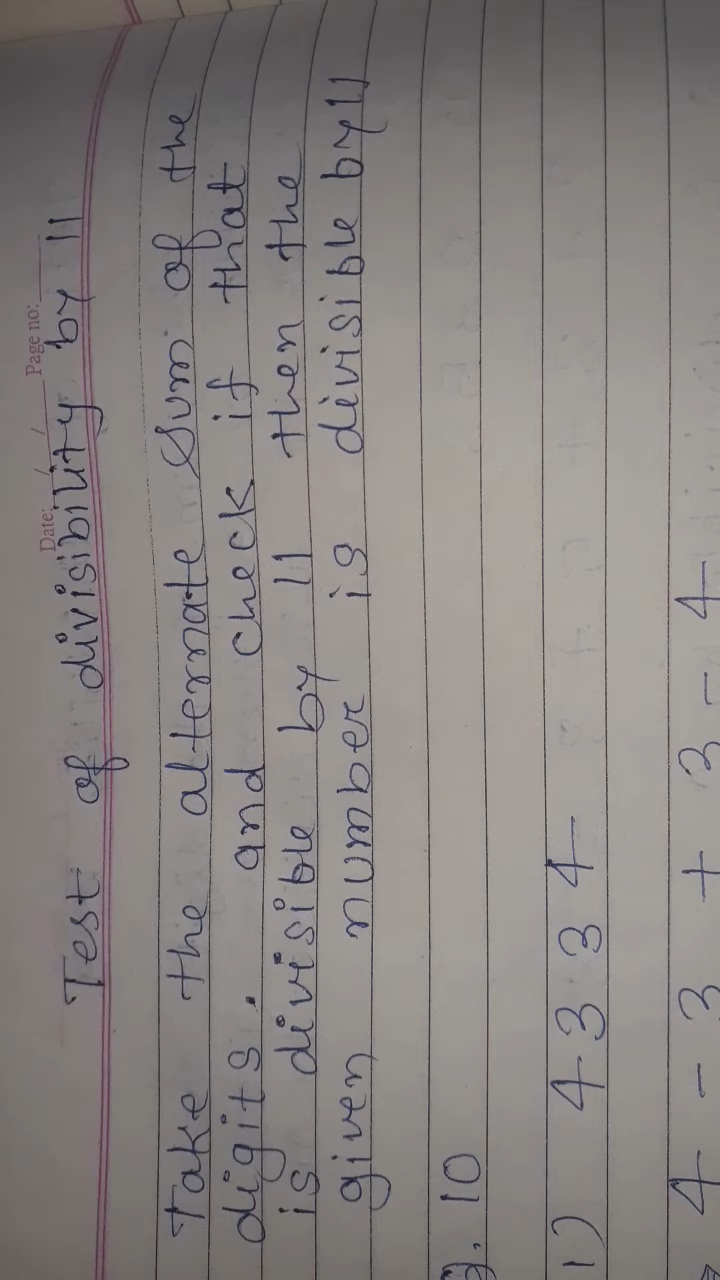 Date: / / Page no:
Test of divisibility by 11
Take the alternate sum of the
digits. and check if that
is divisible by 11 then the
given number is divisible by 11
10
1) 4334
4 - 3 + 3 - 4